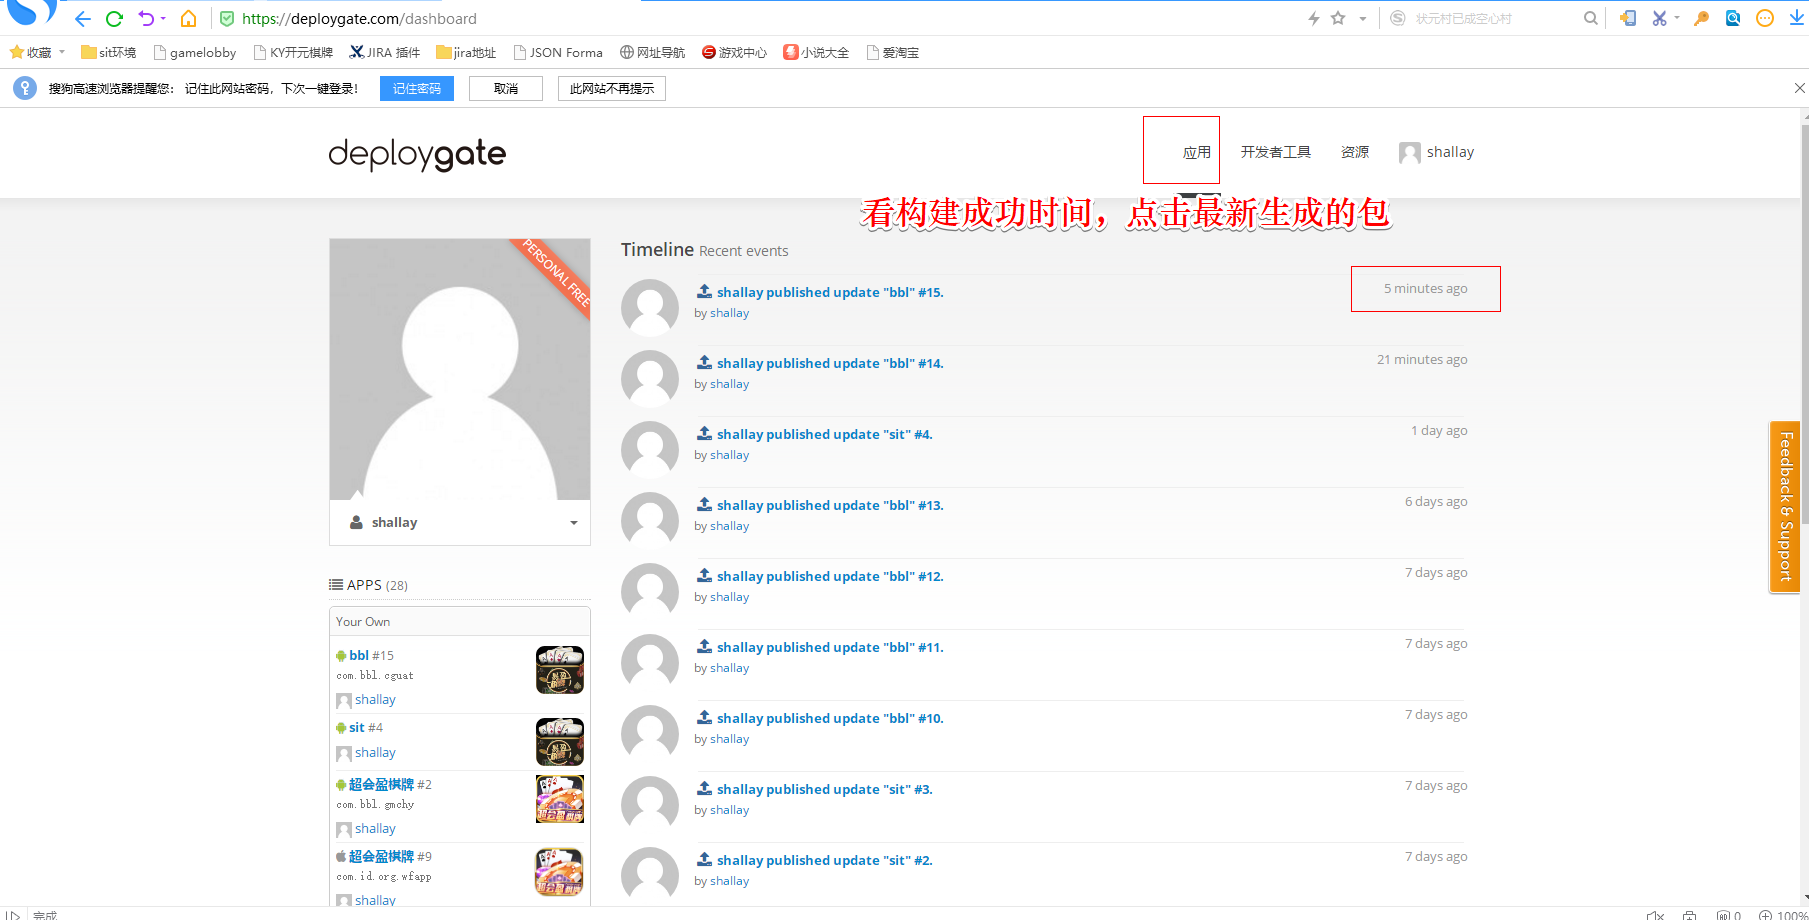 https://deploygate.com/dashboard
状元村已成空心村
收藏 sit环境 gamelobby KY开元棋牌 JIRA 插件 jira地址 JSON Forma 网址导航 游戏中心 小说大全 爱淘宝
搜狗高速浏览器提醒您： 记住此网站密码，下次一键登录！ 记住密码 取消 此网站不再提示
deploygate
应用 开发者工具 资源 shallay
看构建成功时间，点击最新生成的包
PERSONAL FREE
shallay
APPS (28)
Your Own
bbl #15
com.bbl.cguat
shallay
sit #4
shallay
超会盈棋牌 #2
com.bbl.gmchy
shallay
超会盈棋牌 #9
com.id.org.wfapp
shallay
Timeline Recent events
shallay published update "bbl" #15. 5 minutes ago
by shallay
shallay published update "bbl" #14. 21 minutes ago
by shallay
shallay published update "sit" #4. 1 day ago
by shallay
shallay published update "bbl" #13. 6 days ago
by shallay
shallay published update "bbl" #12. 7 days ago
by shallay
shallay published update "bbl" #11. 7 days ago
by shallay
shallay published update "bbl" #10. 7 days ago
by shallay
shallay published update "sit" #3. 7 days ago
by shallay
shallay published update "sit" #2. 7 days ago
by shallay
Feedback & Support
完成
0 100%